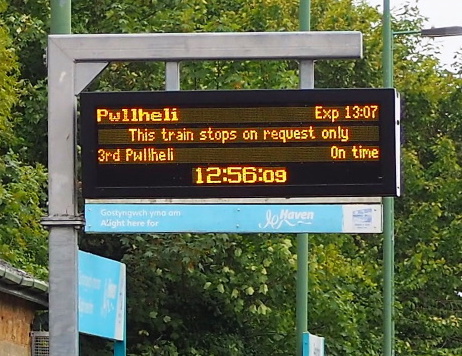 Pwllheli Exp 13:07
This train stops on request only
3rd Pwllheli On time
12:56:09
Gostyngwch yma am
Alight here for
Haven